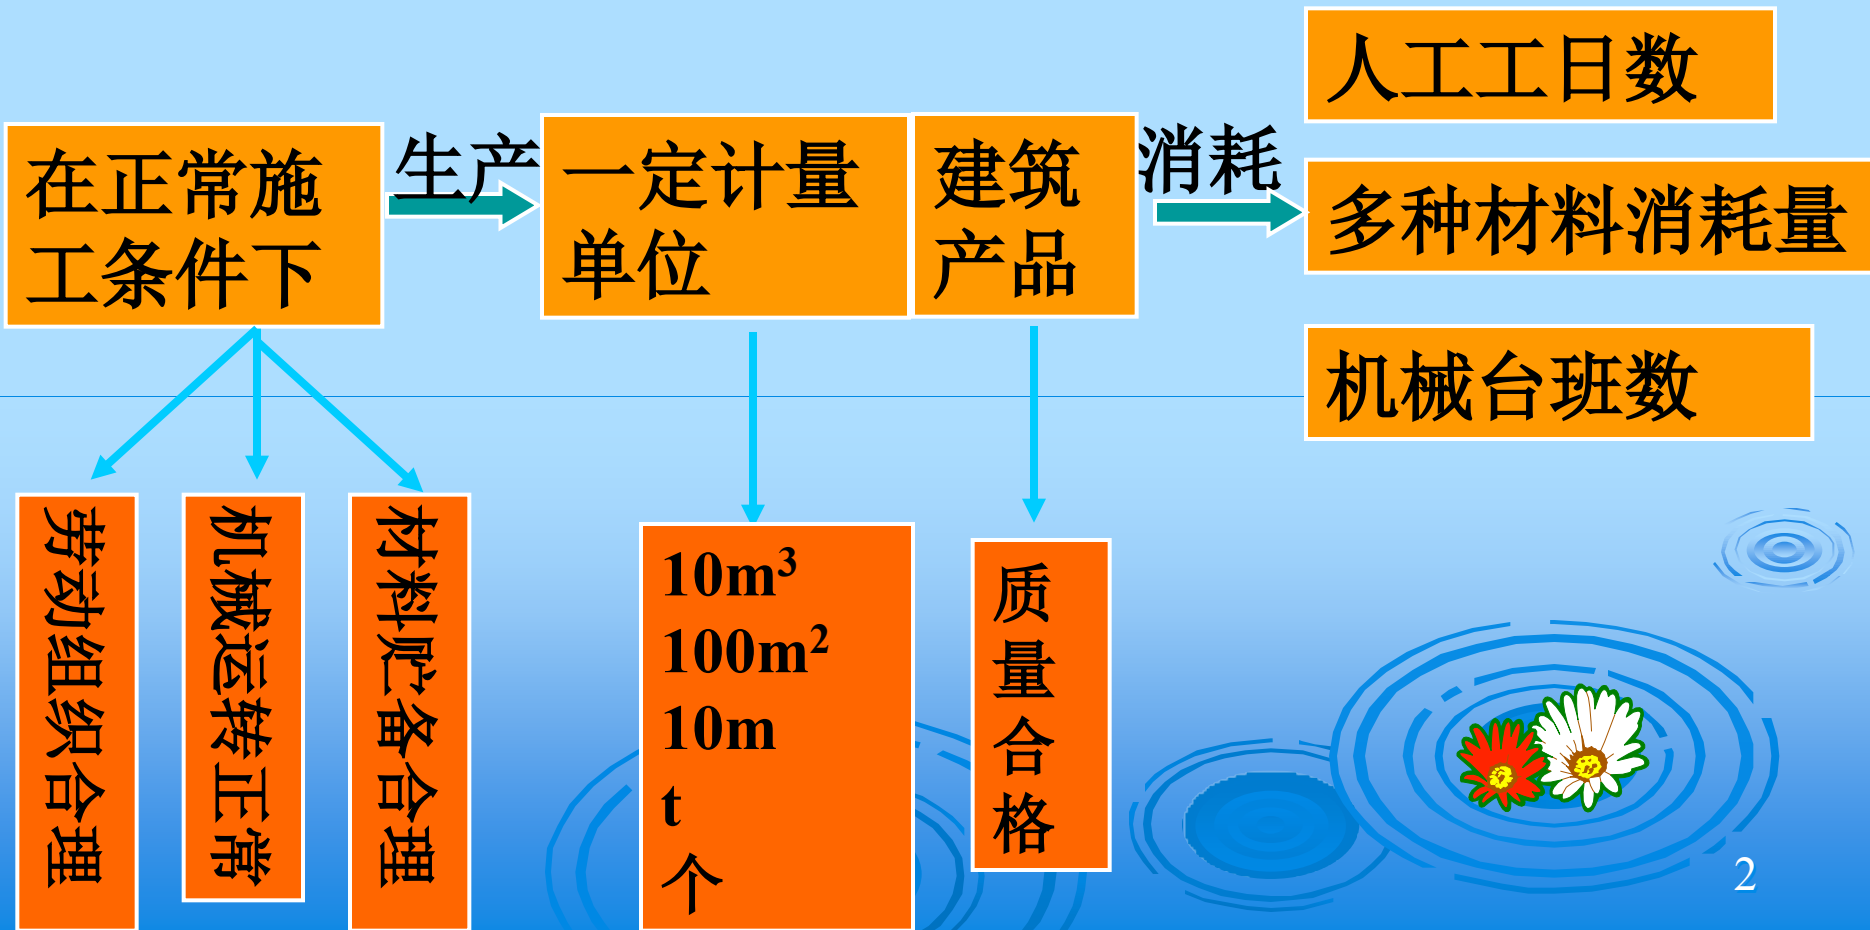 在正常施
工条件下
生产
一定计量
单位
建筑
产品
消耗
人工工日数
多种材料消耗量
机械台班数
劳动组织合理
机械运转正常
材料贮备合理
10m³
100m²
10m
t
个
质
量
合
格
2